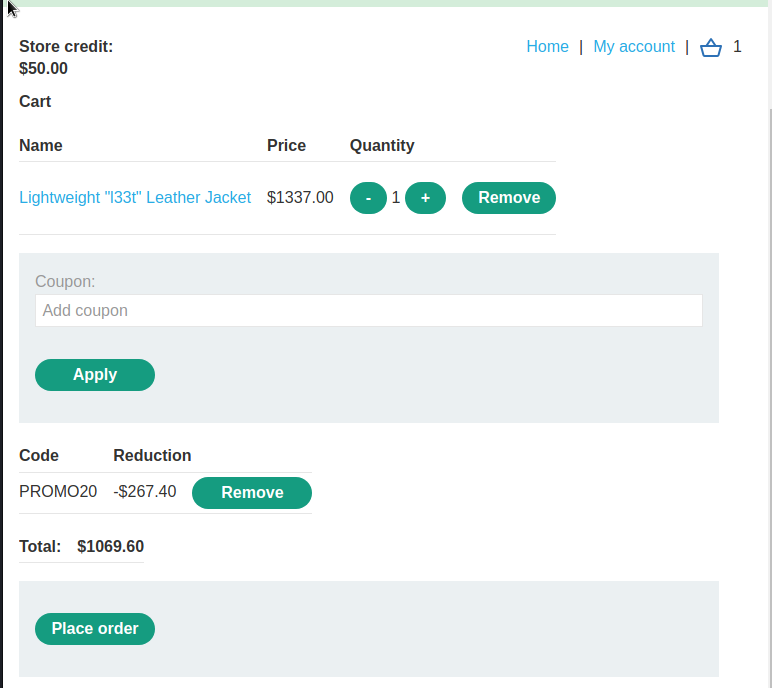 Store credit:
$50.00
Home | My account | 1
Cart
Name Price Quantity
Lightweight "l33t" Leather Jacket $1337.00 - 1 + Remove
Coupon:
Add coupon
Apply
Code Reduction
PROMO20 -$267.40 Remove
Total: $1069.60
Place order